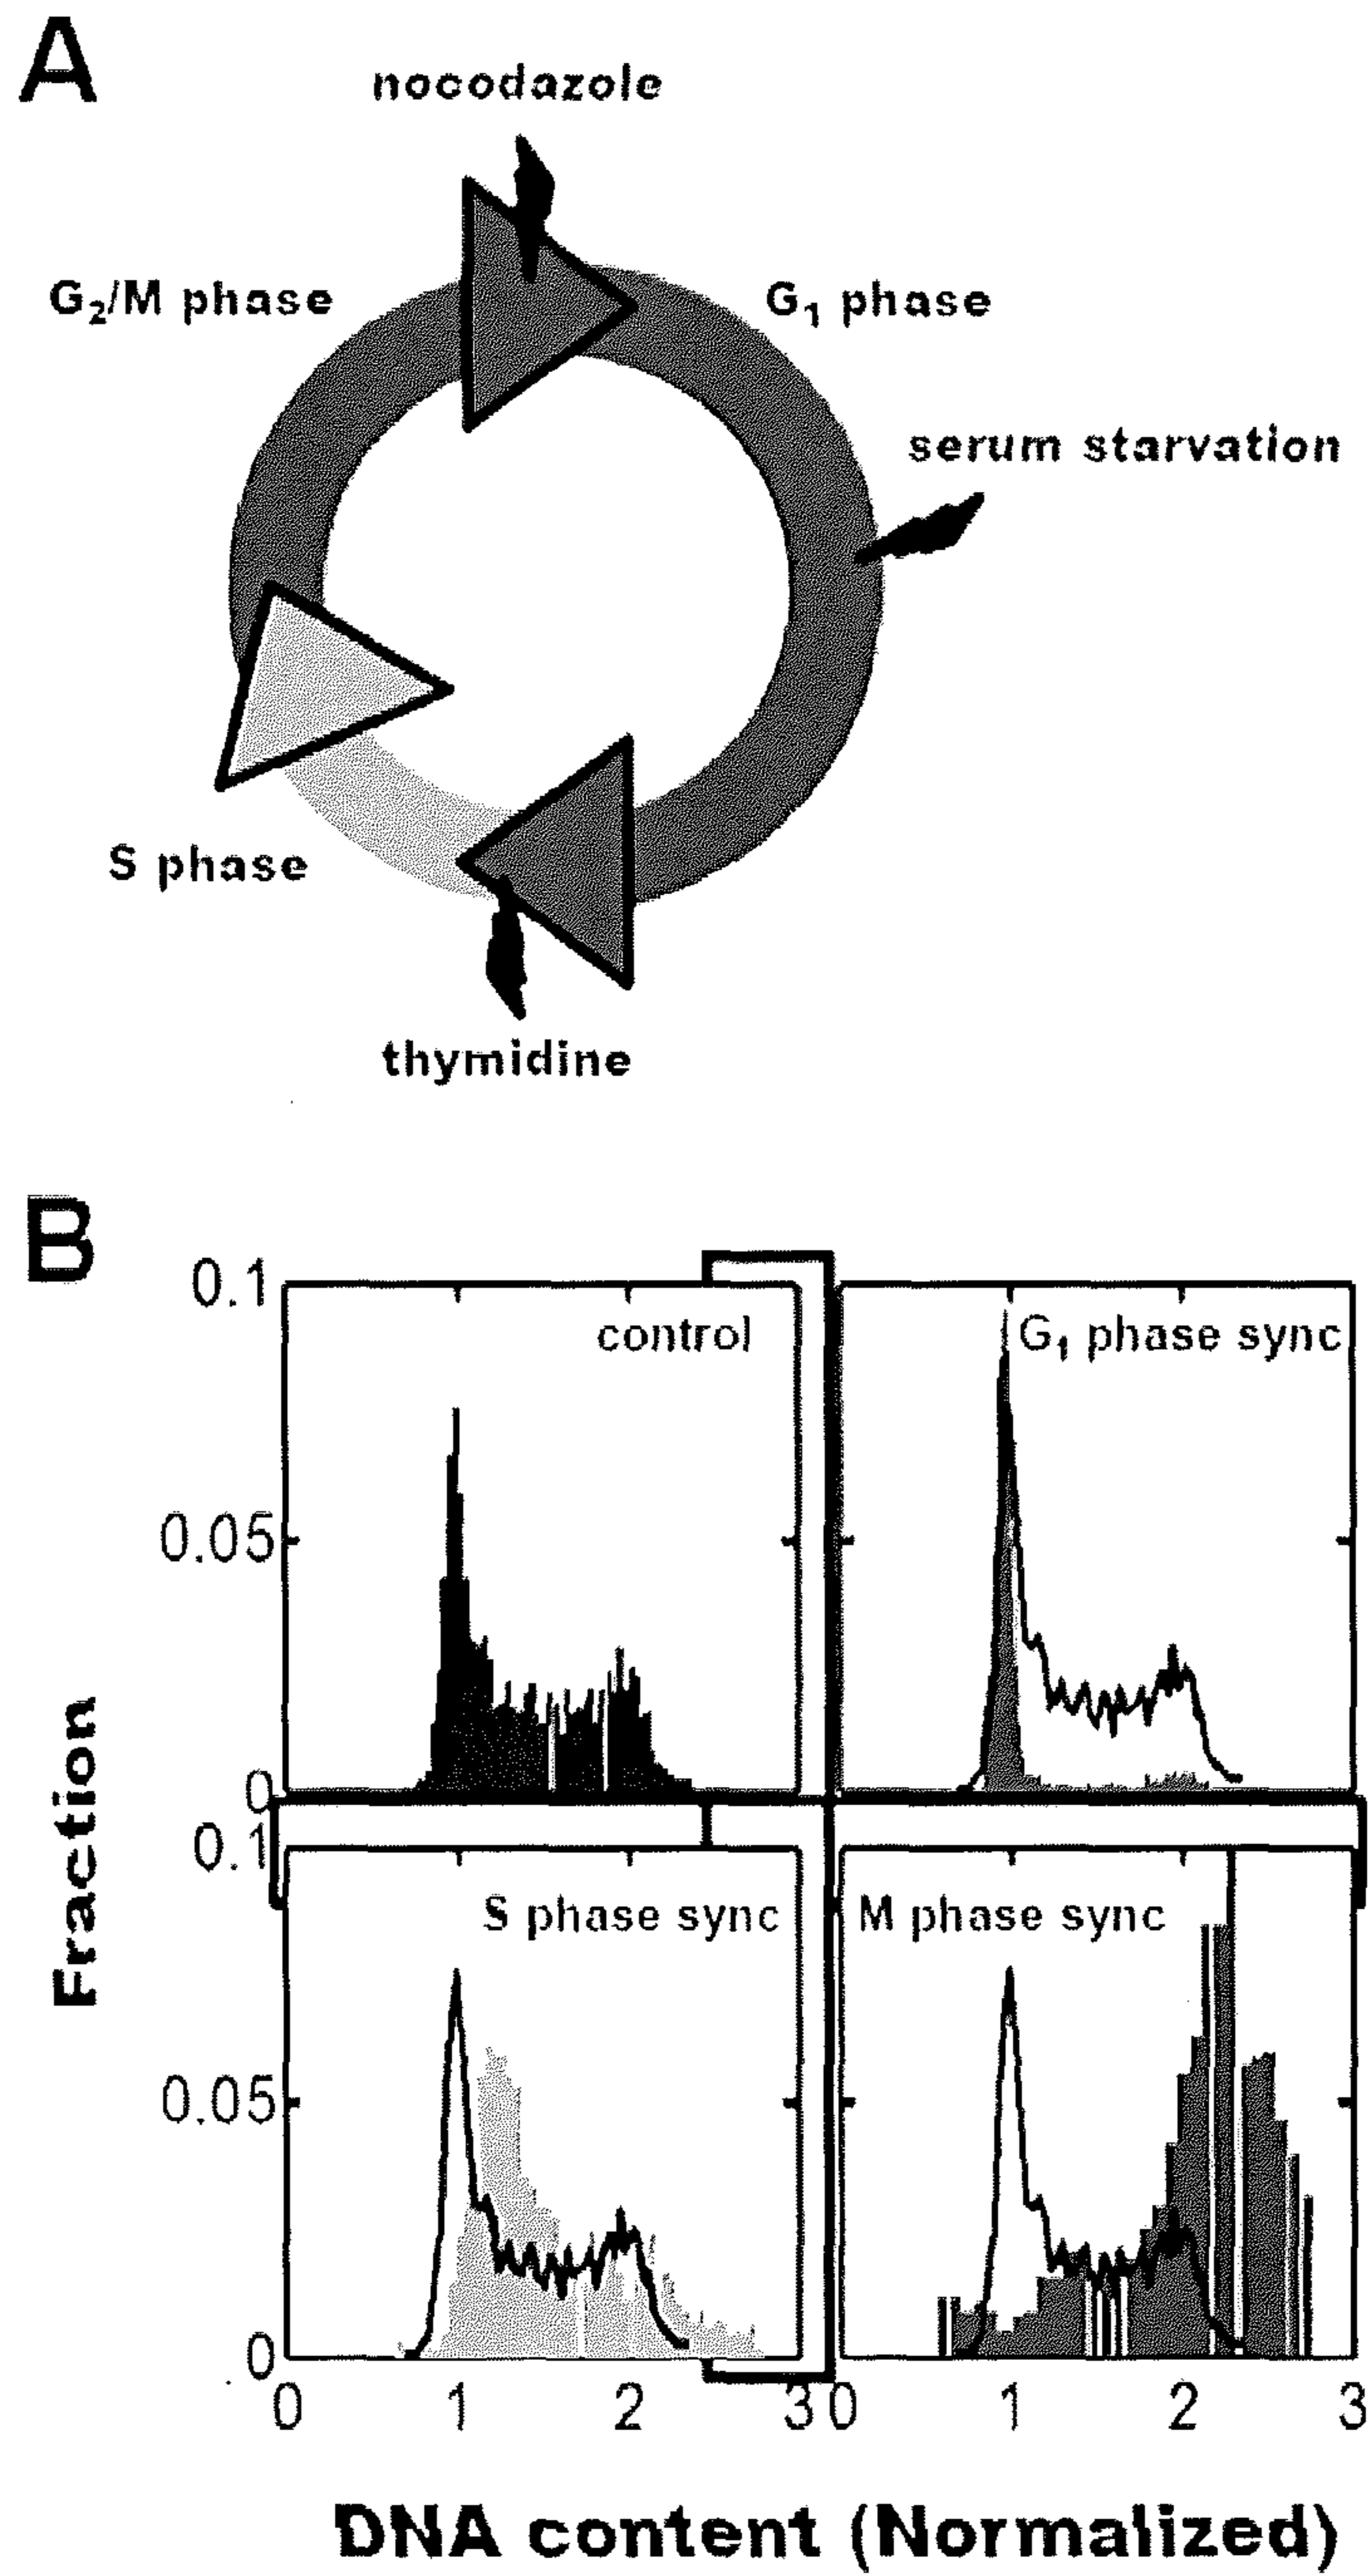 A
nocodazole
G₂/M phase
G₁ phase
serum starvation
S phase
thymidine
B
0.1
control
G₁ phase sync
0.05
0
0.1
S phase sync
M phase sync
0.05
0
0 1 2 3 0 1 2 3
Fraction
DNA content (Normalized)